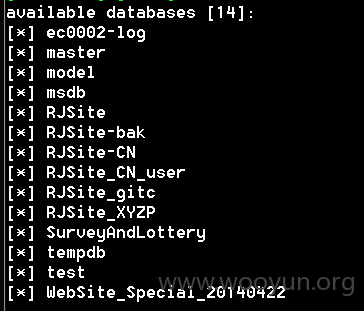 available databases [14]:
[*] ec0002-log
[*] master
[*] model
[*] msdb
[*] RJSite
[*] RJSite-bak
[*] RJSite-CN
[*] RJSite_CN_user
[*] RJSite_gitc
[*] RJSite_XYZP
[*] SurveyAndLottery
[*] tempdb
[*] test
[*] WebSite_Special_20140422
www.wooyun.org